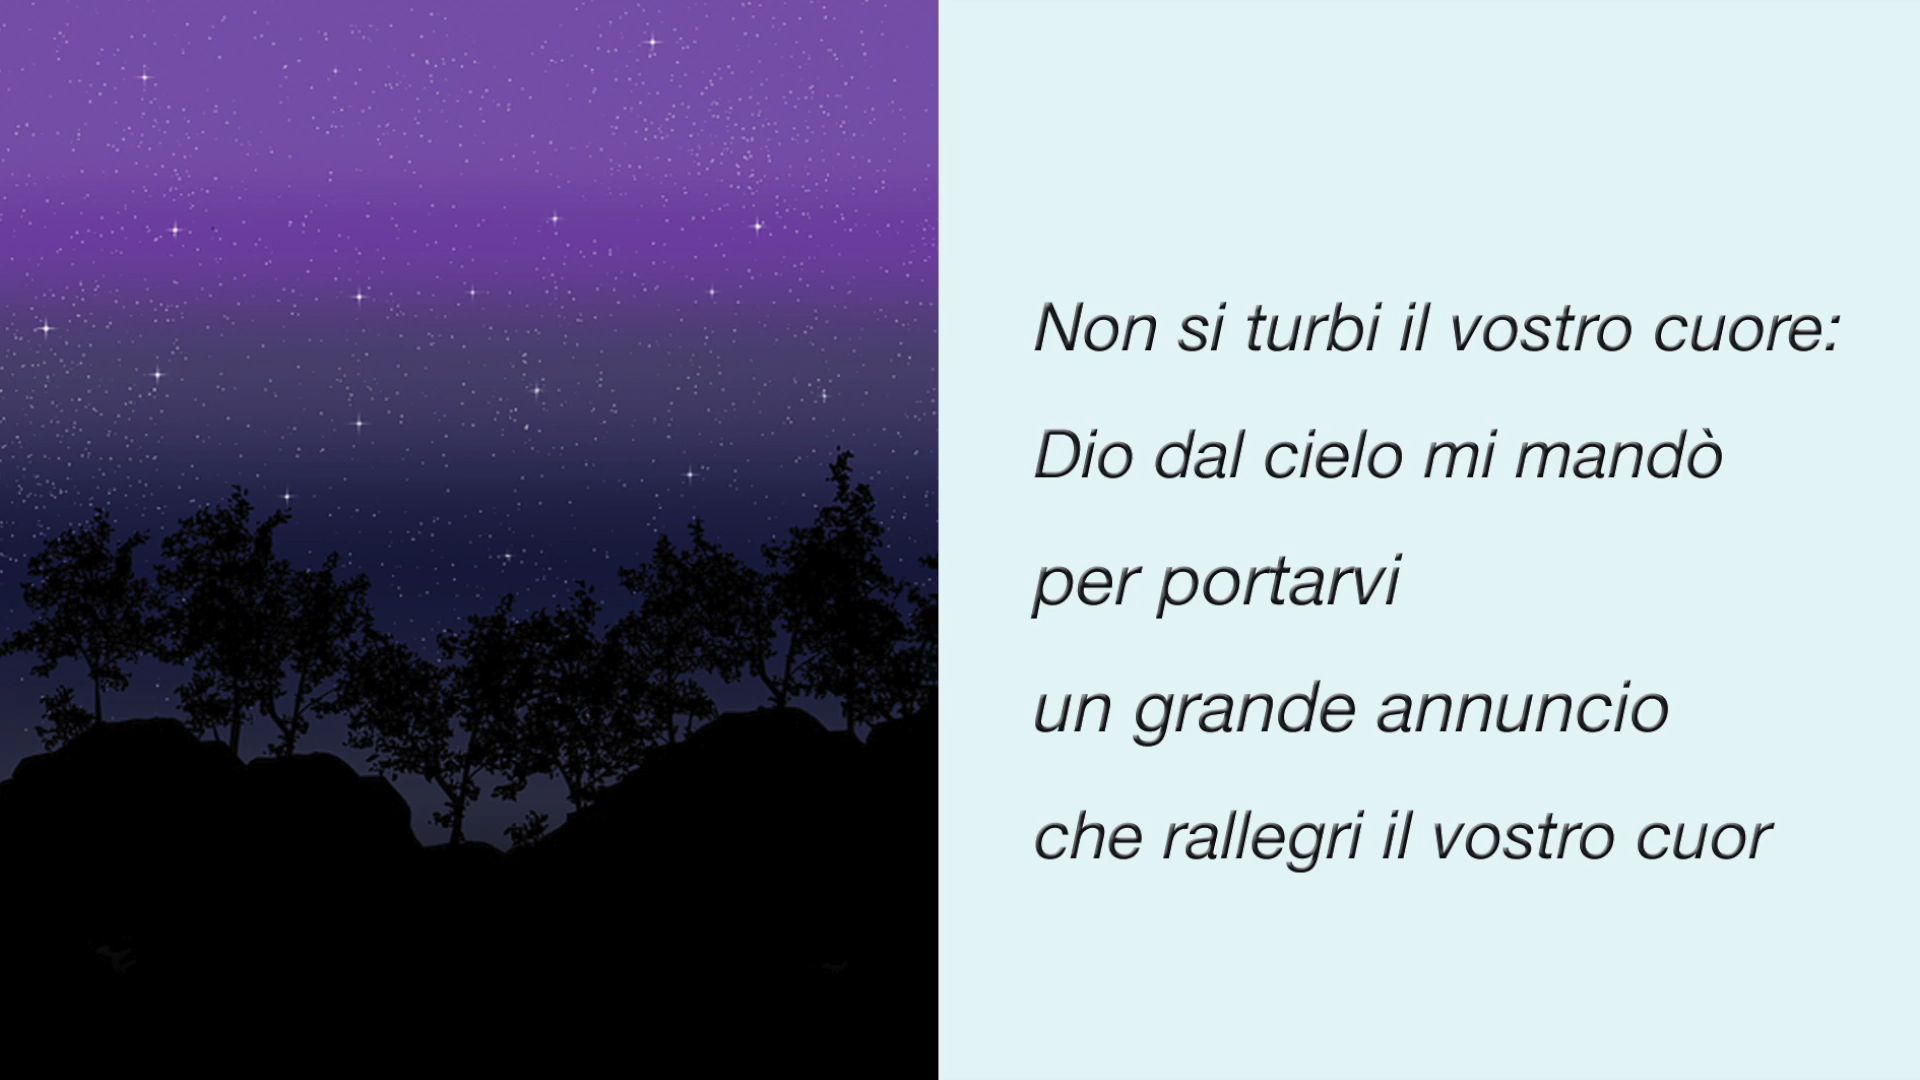 Non si turbi il vostro cuore:
Dio dal cielo mi mandò
per portarvi
un grande annuncio
che rallegri il vostro cuor